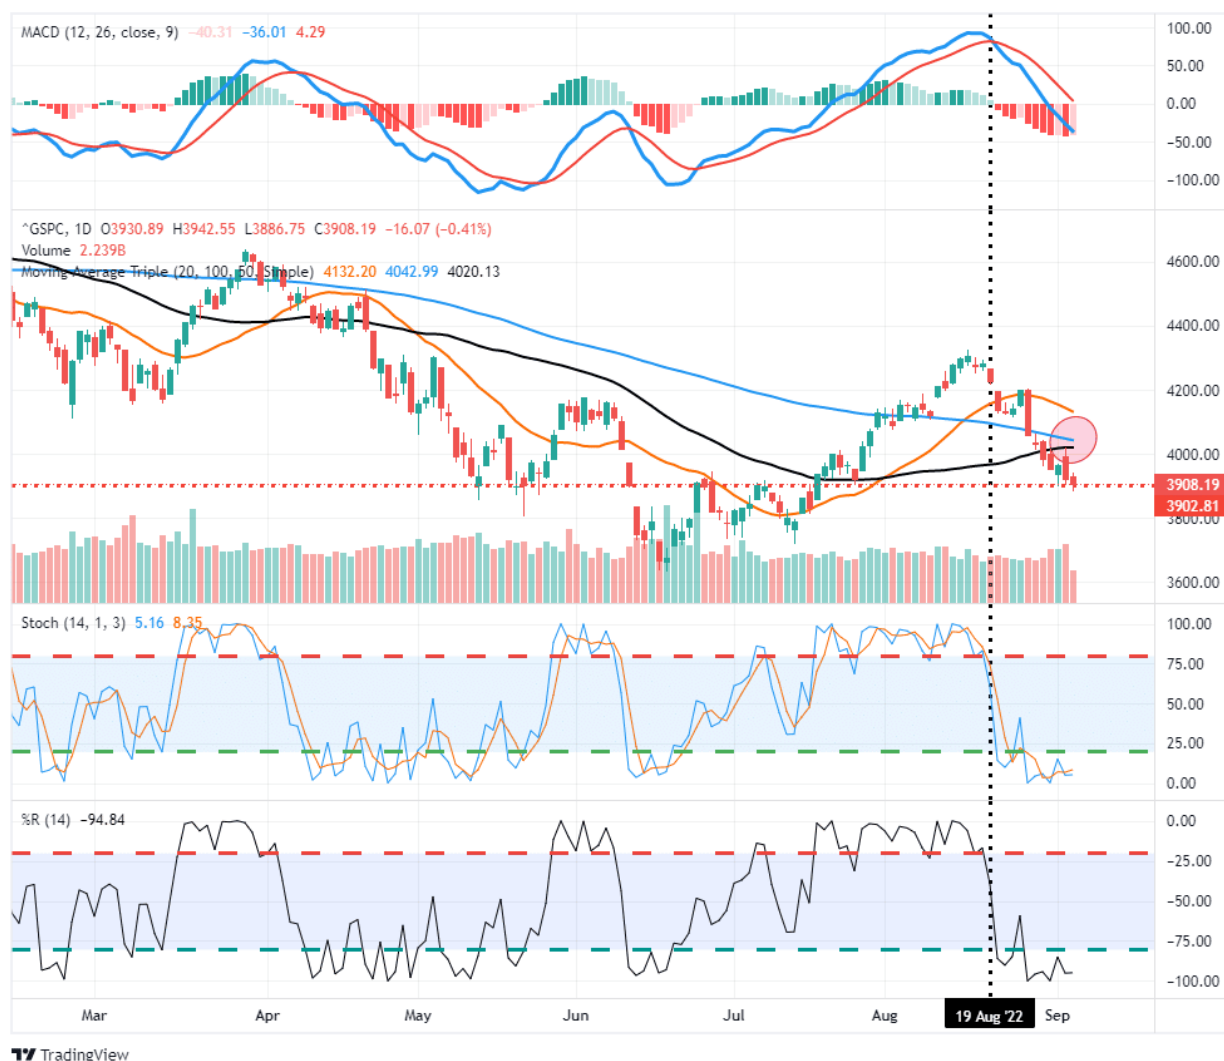 MACD (12, 26, close, 9) −40.31 −36.01 4.29
100.00
50.00
0.00
−50.00
−100.00
^GSPC, 1D O3930.89 H3942.55 L3886.75 C3908.19 −16.07 (−0.41%)
Volume 2.239B
Moving Average Triple (20, 100, 50, Simple) 4132.20 4042.99 4020.13
4600.00
4400.00
4200.00
4000.00
3908.19
3902.81
3800.00
3600.00
Stoch (14, 1, 3) 5.16 8.35
100.00
75.00
50.00
25.00
0.00
%R (14) −94.84
0.00
−25.00
−50.00
−75.00
−100.00
Mar Apr May Jun Jul Aug 19 Aug '22 Sep
TradingView